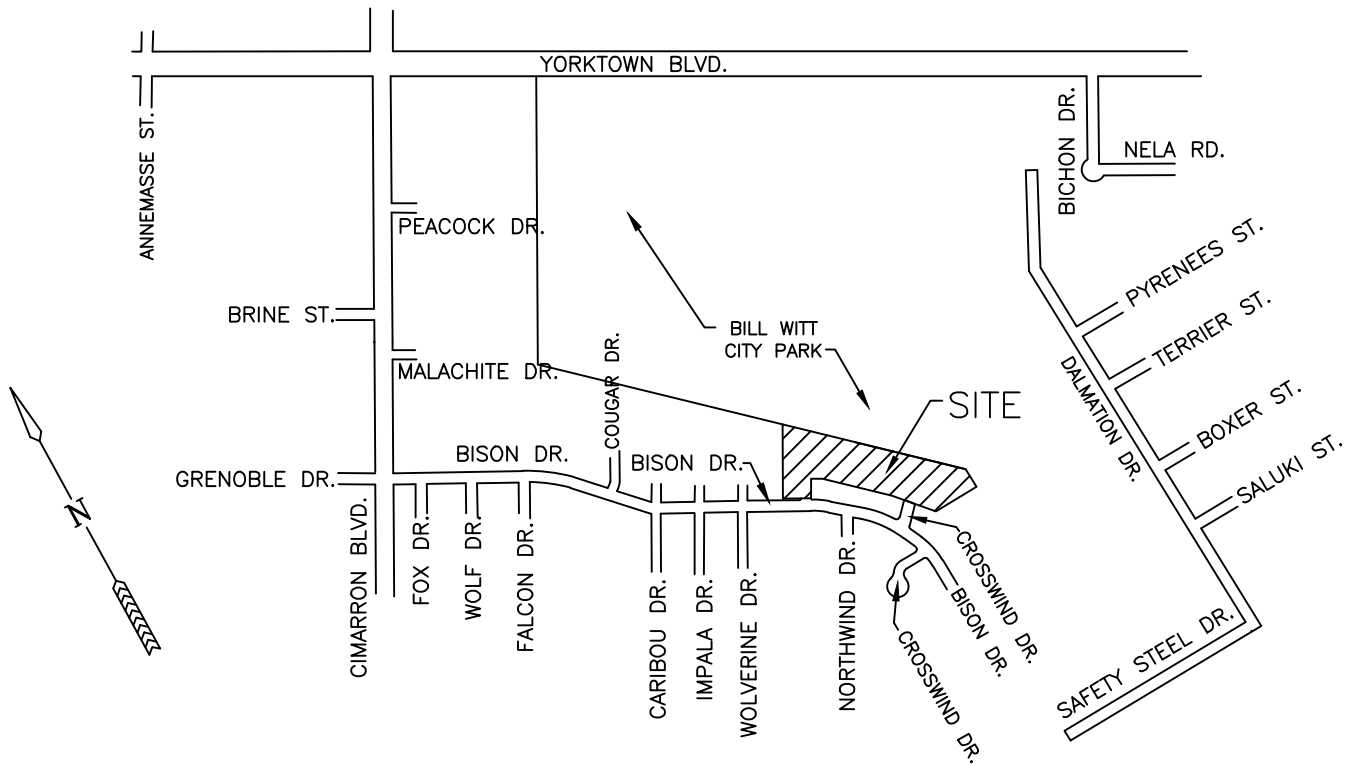 YORKTOWN BLVD.
ANNEMASSE ST.
BICHON DR.
NELA RD.
PEACOCK DR.
PYRENEES ST.
BRINE ST.
TERRIER ST.
BILL WITT
CITY PARK
MALACHITE DR.
COUGAR DR.
DALMATION DR.
SITE
BOXER ST.
BISON DR.
BISON DR.
GRENOBLE DR.
SALUKI ST.
N
CIMARRON BLVD.
FOX DR.
WOLF DR.
FALCON DR.
CARIBOU DR.
IMPALA DR.
WOLVERINE DR.
NORTHWIND DR.
CROSSWIND DR.
BISON DR.
CROSSWIND DR.
SAFETY STEEL DR.